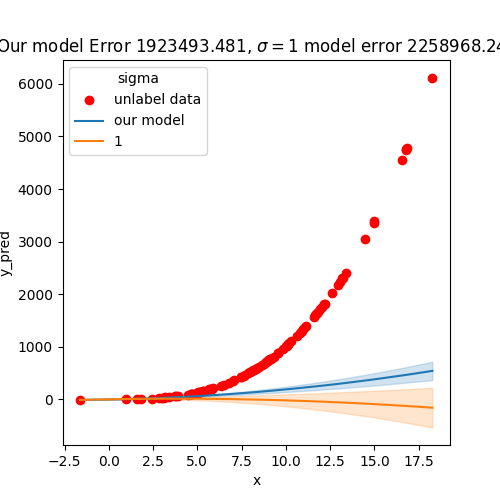 Our model Error 1923493.481, σ = 1 model error 2258968.24
sigma
unlabel data
our model
1
6000
5000
4000
3000
2000
1000
0
y_pred
−2.5 0.0 2.5 5.0 7.5 10.0 12.5 15.0 17.5
x